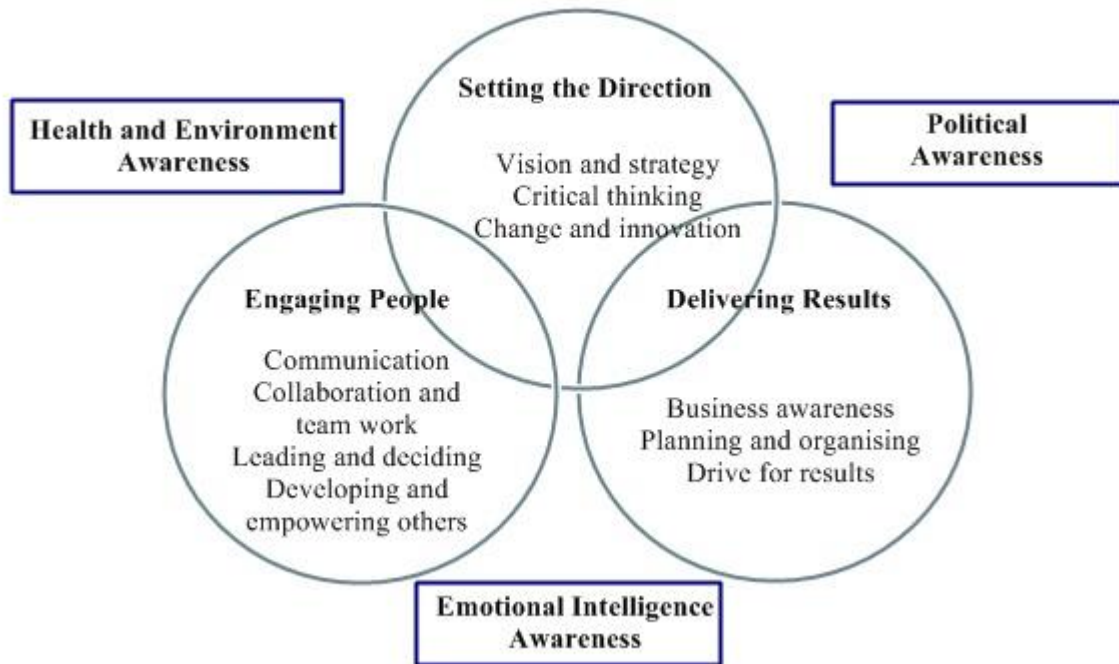 Setting the Direction
Health and Environment
Awareness
Political
Awareness
Vision and strategy
Critical thinking
Change and innovation
Engaging People
Communication
Collaboration and
team work
Leading and deciding
Developing and
empowering others
Delivering Results
Business awareness
Planning and organising
Drive for results
Emotional Intelligence
Awareness